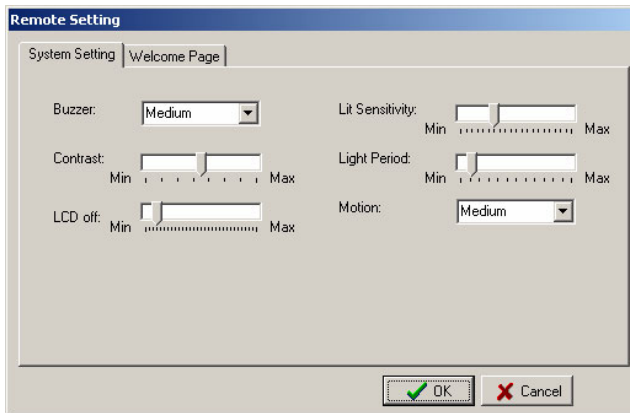 Remote Setting
System Setting
Welcome Page
Buzzer:
Medium
Contrast:
Min
Max
LCD off:
Min
Max
Lit Sensitivity:
Min
Max
Light Period:
Min
Max
Motion:
Medium
OK
Cancel